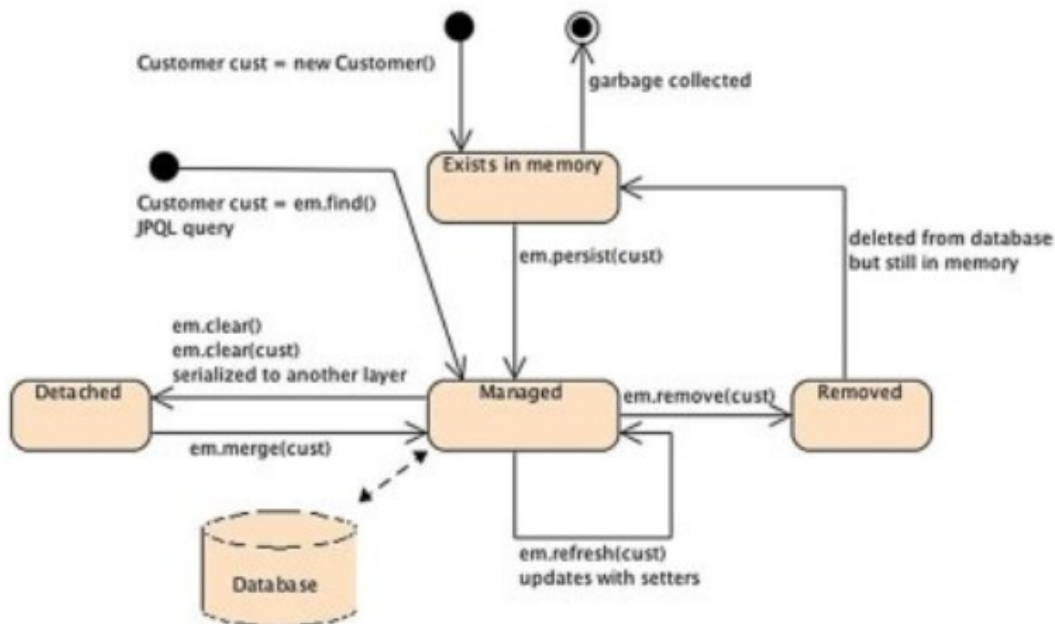 Customer cust = new Customer()
garbage collected
Exists in memory
Customer cust = em.find()
JPQL query
em.persist(cust)
deleted from database
but still in memory
em.clear()
em.clear(cust)
serialized to another layer
Detached
Managed
em.remove(cust)
Removed
em.merge(cust)
em.refresh(cust)
updates with setters
Database